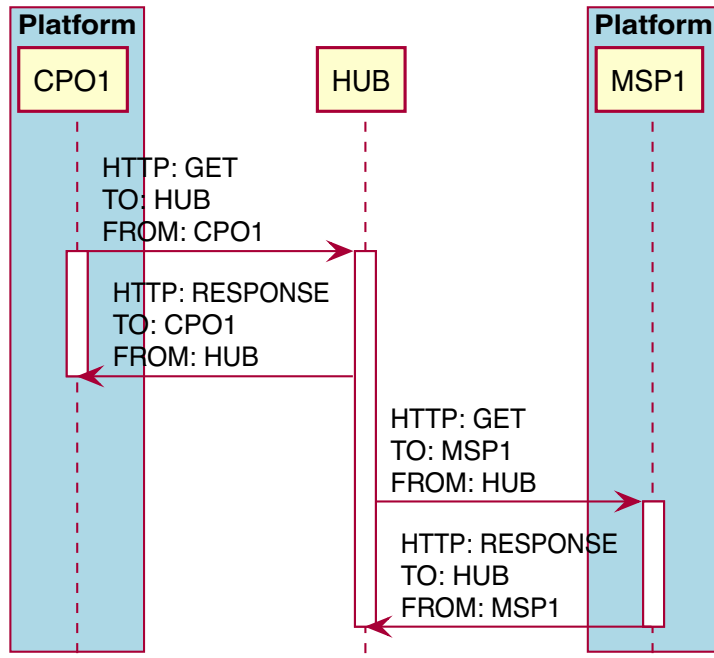 Platform
Platform
CPO1
HUB
MSP1
HTTP: GET
TO: HUB
FROM: CPO1
HTTP: RESPONSE
TO: CPO1
FROM: HUB
HTTP: GET
TO: MSP1
FROM: HUB
HTTP: RESPONSE
TO: HUB
FROM: MSP1